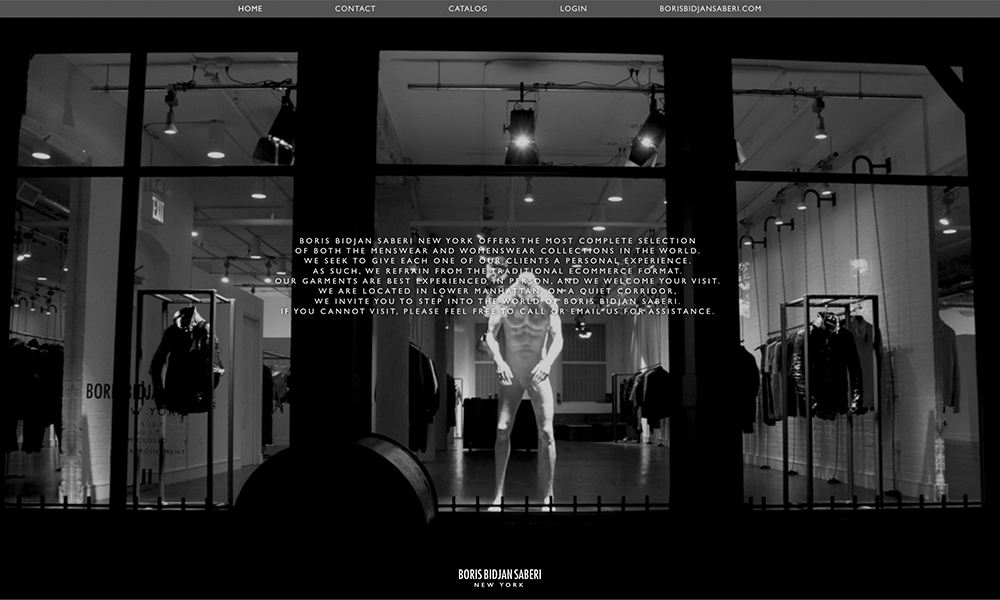 HOME CONTACT CATALOG LOGIN BORISBIDJANSABERI.COM
EXIT
BORIS BIDJAN SABERI NEW YORK OFFERS THE MOST COMPLETE SELECTION
OF BOTH THE MENSWEAR AND WOMENSWEAR COLLECTIONS IN THE WORLD.
WE SEEK TO GIVE EACH ONE OF OUR CLIENTS A PERSONAL EXPERIENCE.
AS SUCH, WE REFRAIN FROM THE TRADITIONAL ECOMMERCE FORMAT.
OUR GARMENTS ARE BEST EXPERIENCED IN PERSON, AND WE WELCOME YOUR VISIT.
WE ARE LOCATED IN LOWER MANHATTAN, ON A QUIET CORRIDOR,
WE INVITE YOU TO STEP INTO THE WORLD OF BORIS BIDJAN SABERI.
IF YOU CANNOT VISIT, PLEASE FEEL FREE TO CALL OR EMAIL US FOR ASSISTANCE.
BORIS BIDJA
NEW YORK
BORIS BIDJAN SABERI
NEW YORK